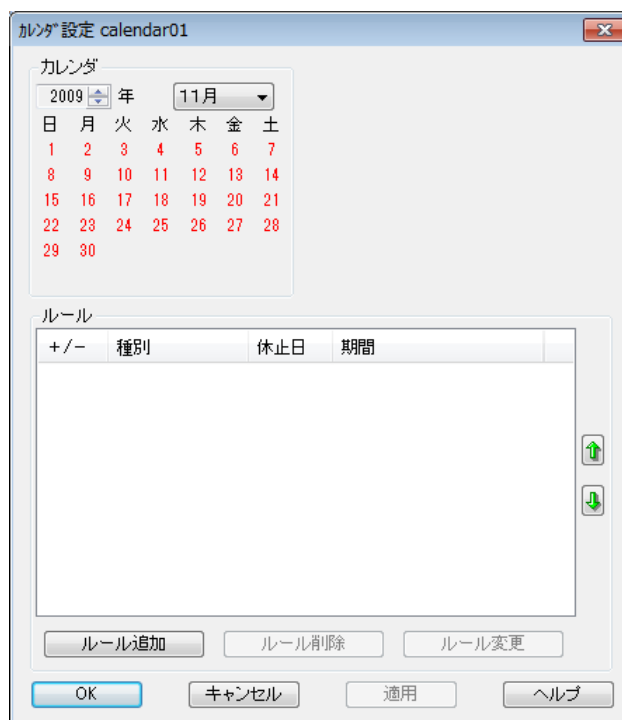 ｶﾚﾝﾀﾞ設定 calendar01
カレンダ
2009 年 11月
日 月 火 水 木 金 土
1 2 3 4 5 6 7
8 9 10 11 12 13 14
15 16 17 18 19 20 21
22 23 24 25 26 27 28
29 30
ルール
+/- 種別 休止日 期間
ルール追加 ルール削除 ルール変更
OK キャンセル 適用 ヘルプ